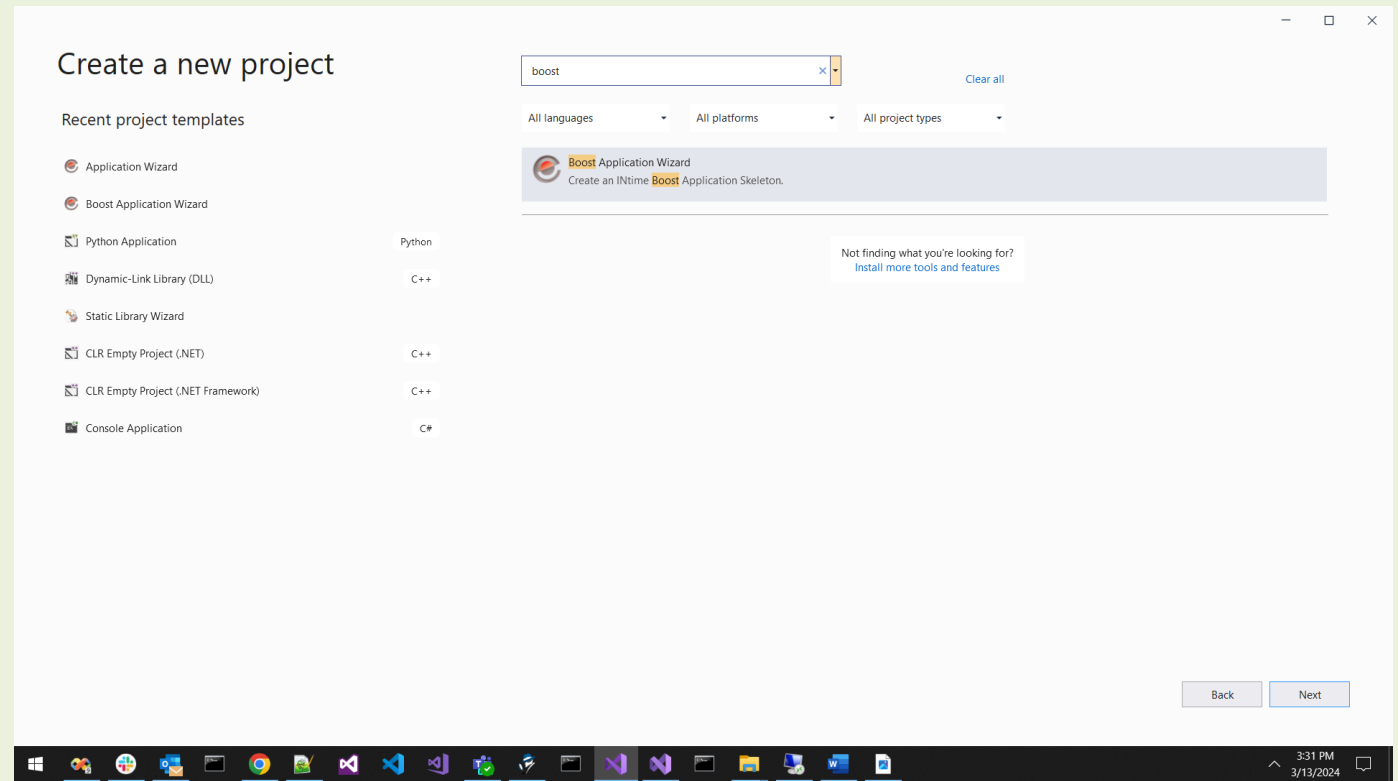 Create a new project
boost
Clear all
Recent project templates
All languages
All platforms
All project types
Application Wizard
Boost Application Wizard
Python Application
Python
Dynamic-Link Library (DLL)
C++
Static Library Wizard
CLR Empty Project (.NET)
C++
CLR Empty Project (.NET Framework)
C++
Console Application
C#
Boost Application Wizard
Create an INtime Boost Application Skeleton.
Not finding what you're looking for?
Install more tools and features
Back
Next
3:31 PM
3/13/2024